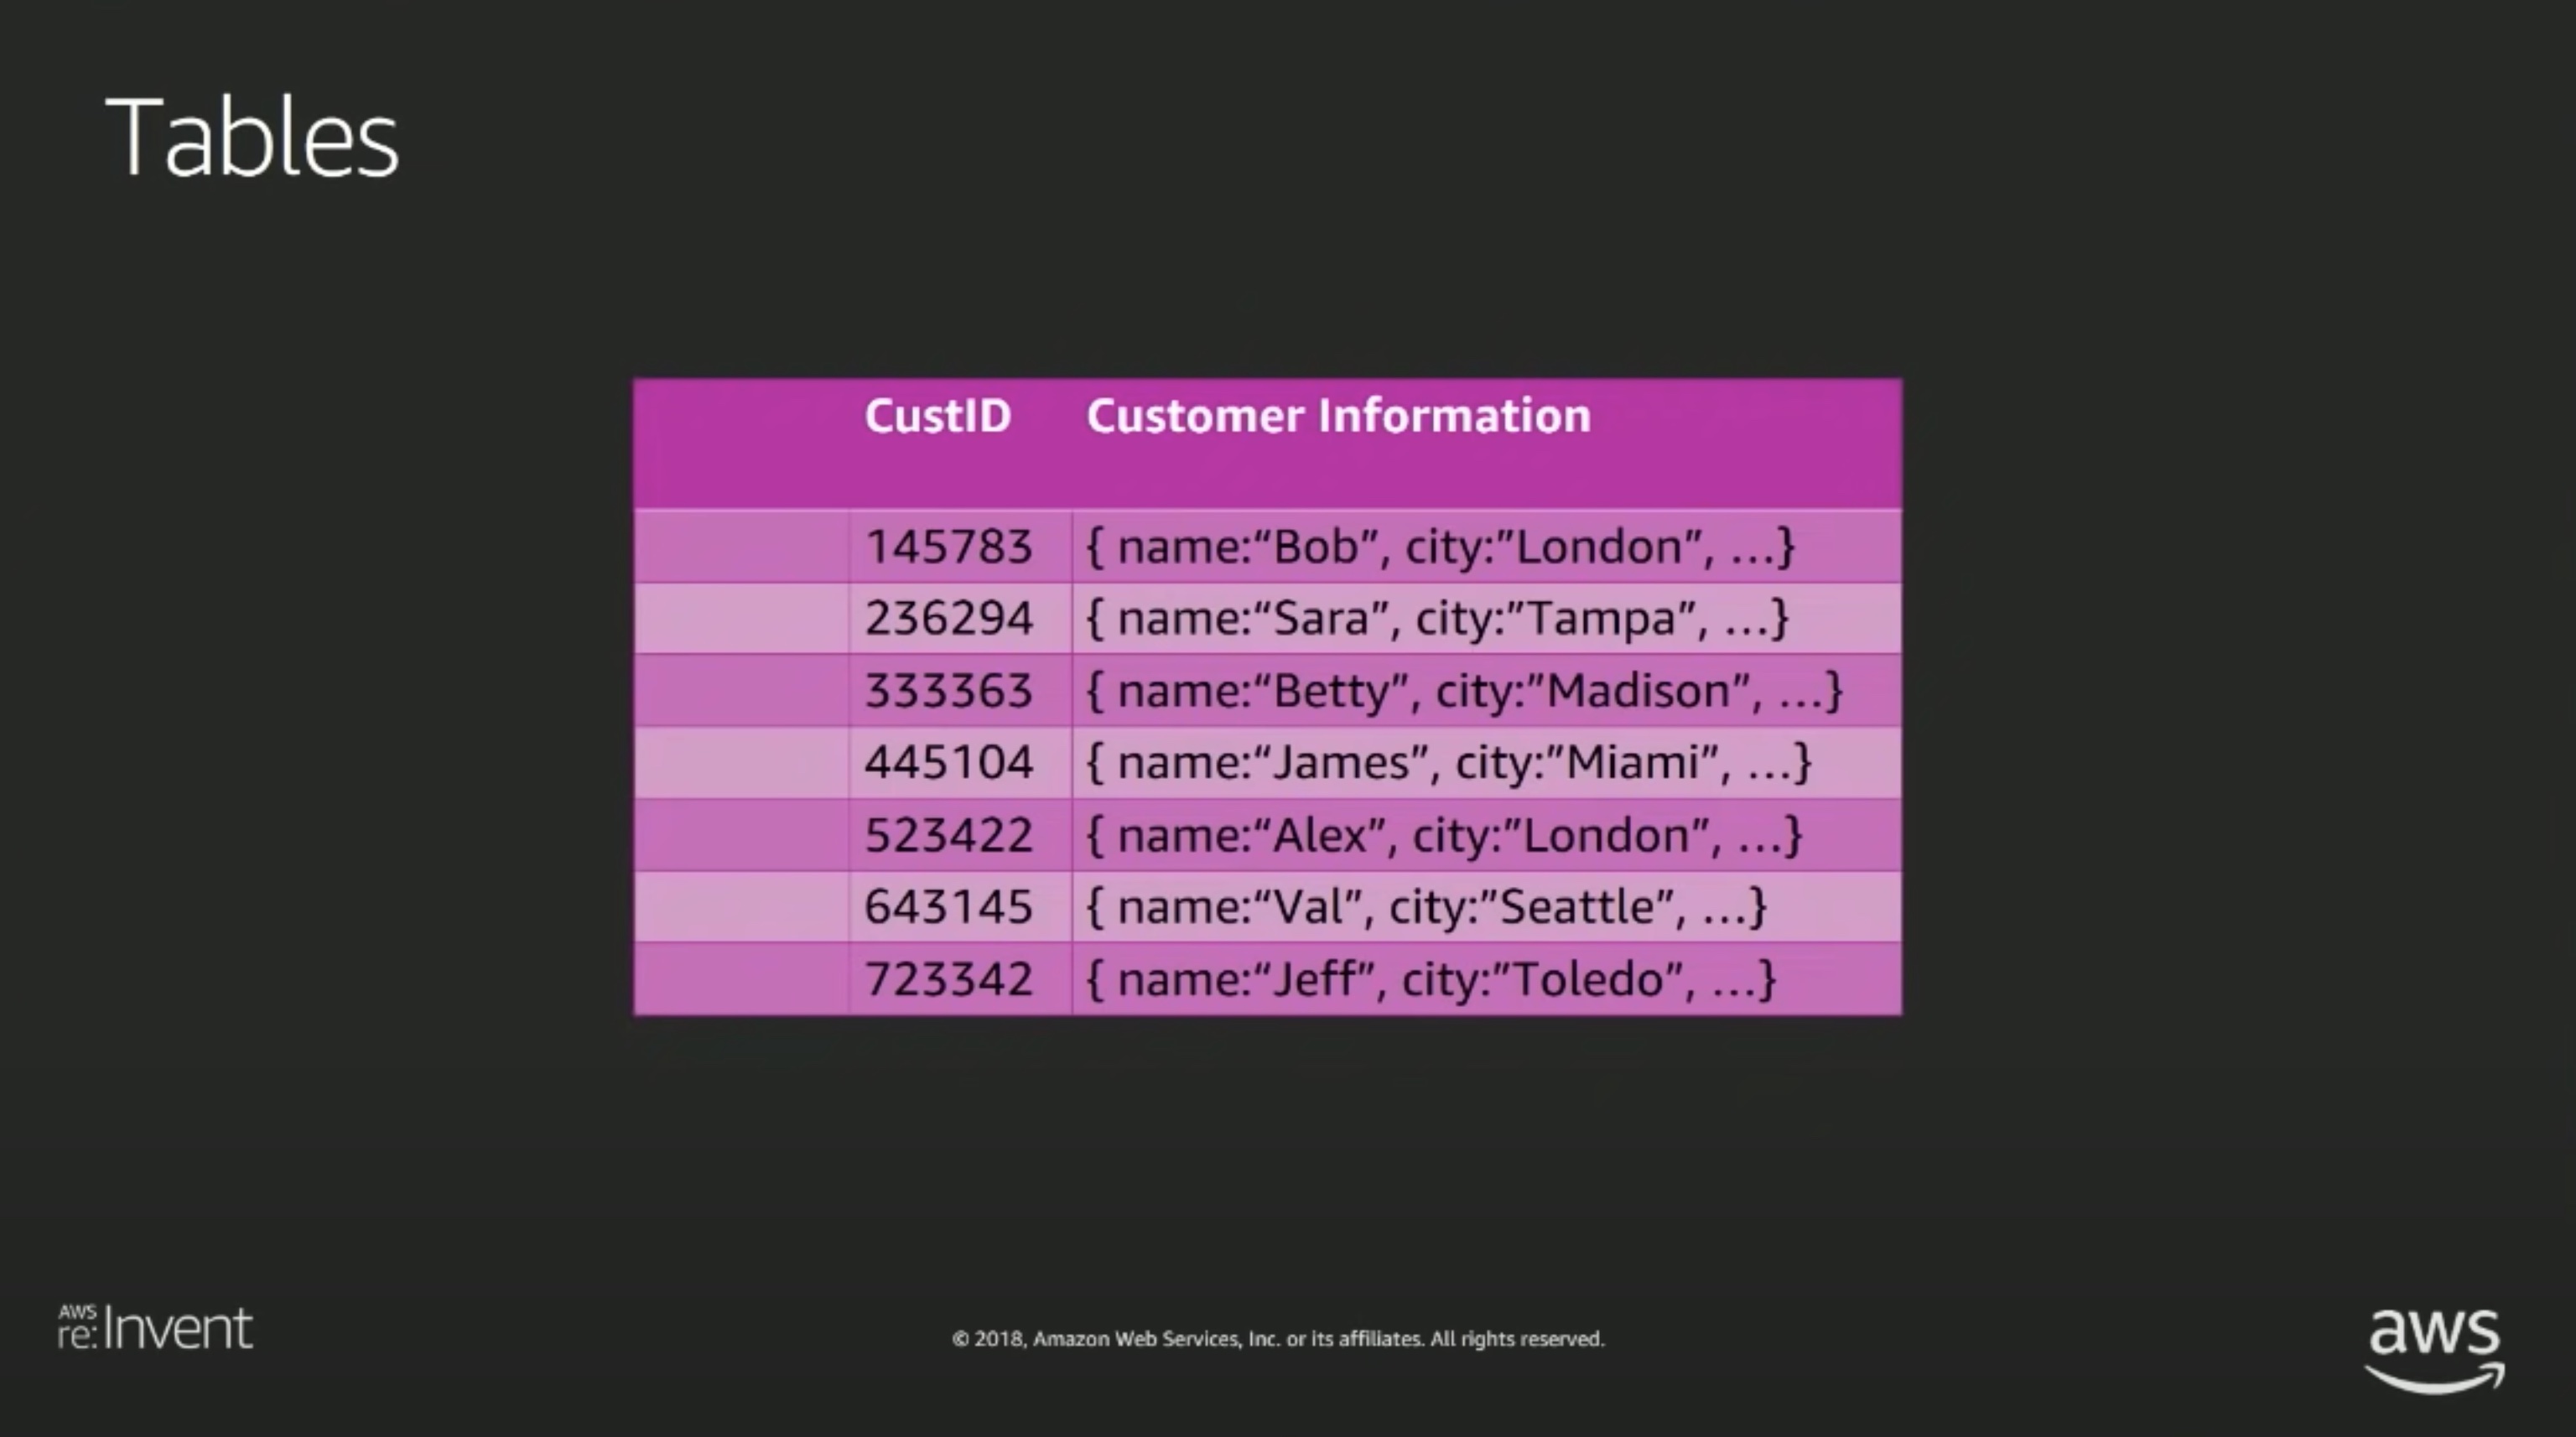 Tables
CustID Customer Information
145783 { name:“Bob”, city:”London”, ...}
236294 { name:“Sara”, city:”Tampa”, ...}
333363 { name:“Betty”, city:”Madison”, ...}
445104 { name:“James”, city:”Miami”, ...}
523422 { name:“Alex”, city:”London”, ...}
643145 { name:“Val”, city:”Seattle”, ...}
723342 { name:“Jeff”, city:”Toledo”, ...}
AWS
re:Invent
© 2018, Amazon Web Services, Inc. or its affiliates. All rights reserved.
aws